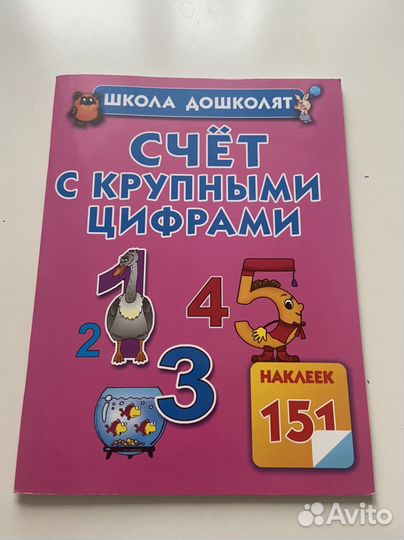 ШКОЛА ДОШКОЛЯТ
СЧЁТ
С КРУПНЫМИ
ЦИФРАМИ
1
2
4
5
3
НАКЛЕЕК
151
Avito